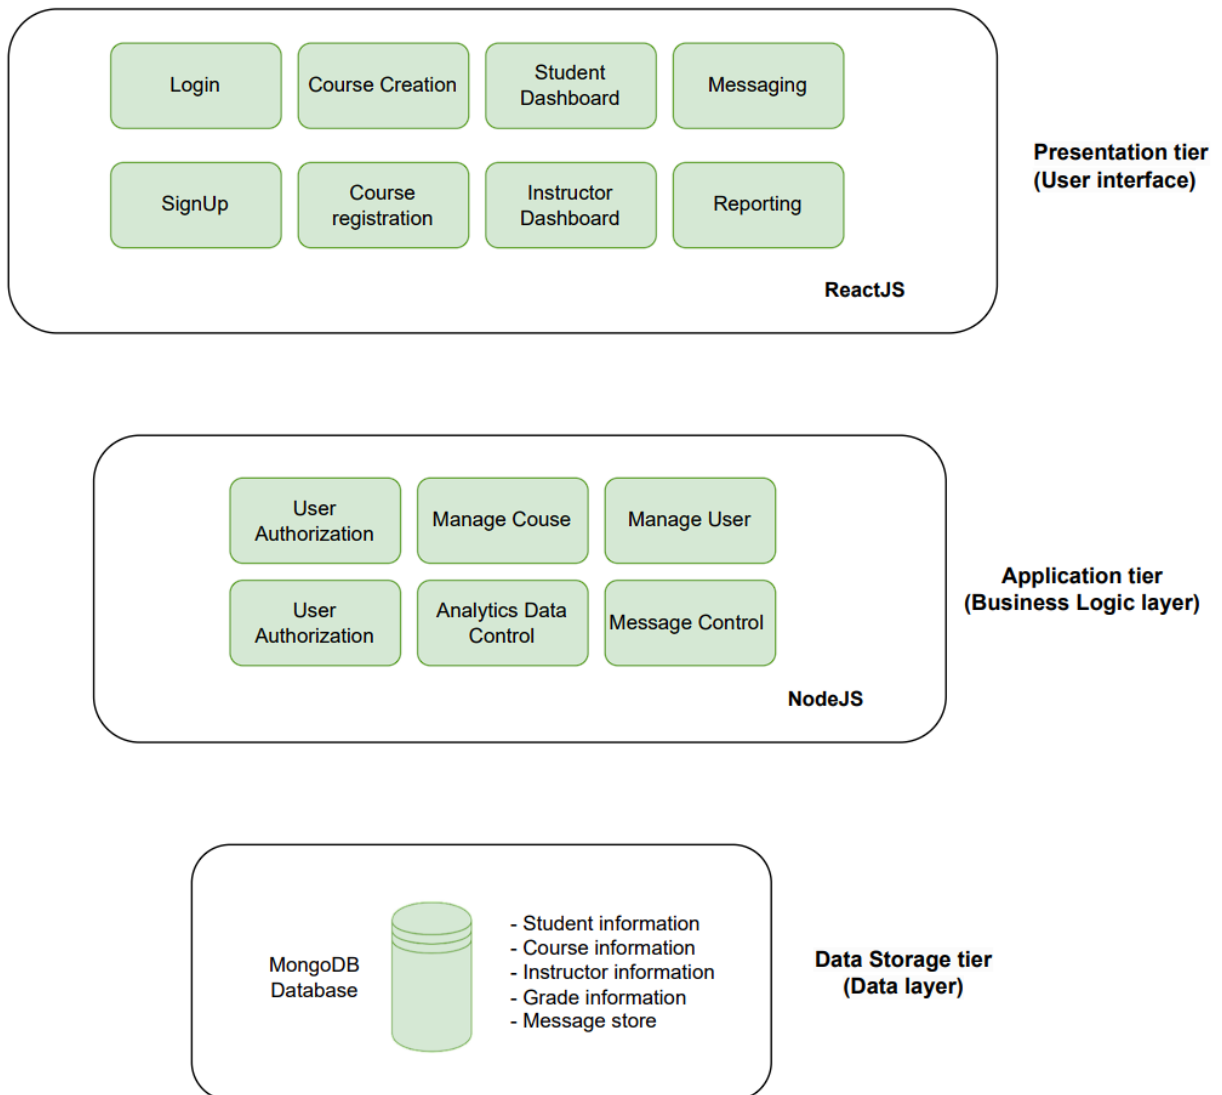 Login
Course Creation
Student
Dashboard
Messaging
SignUp
Course
registration
Instructor
Dashboard
Reporting
ReactJS
Presentation tier
(User interface)
User
Authorization
Manage Couse
Manage User
User
Authorization
Analytics Data
Control
Message Control
NodeJS
Application tier
(Business Logic layer)
MongoDB
Database
- Student information
- Course information
- Instructor information
- Grade information
- Message store
Data Storage tier
(Data layer)